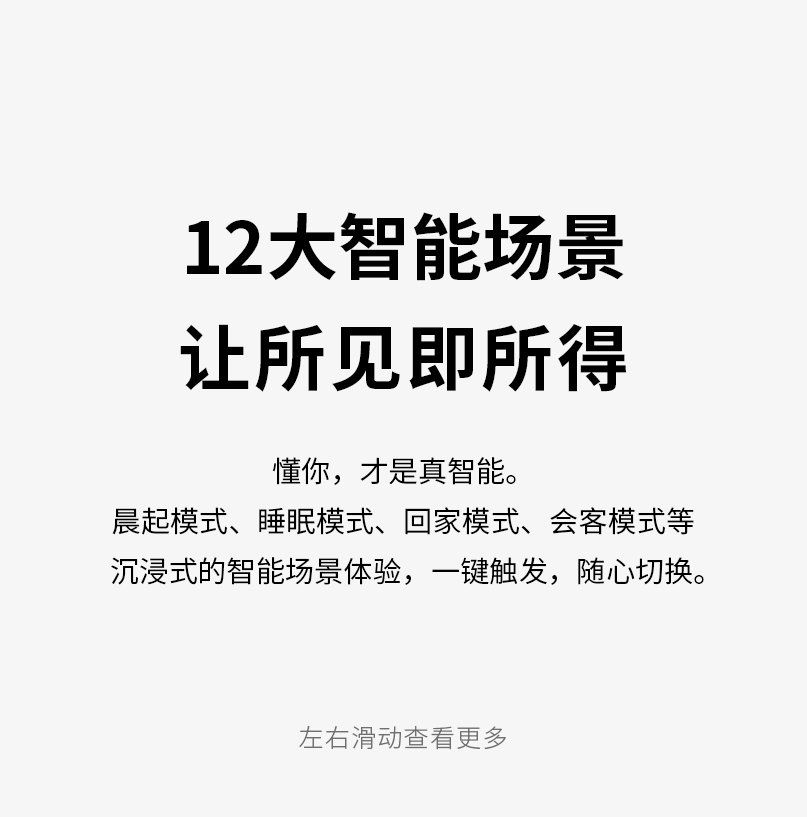 12大智能场景
让所见即所得
懂你，才是真智能。
晨起模式、睡眠模式、回家模式、会客模式等
沉浸式的智能场景体验，一键触发，随心切换。
左右滑动查看更多